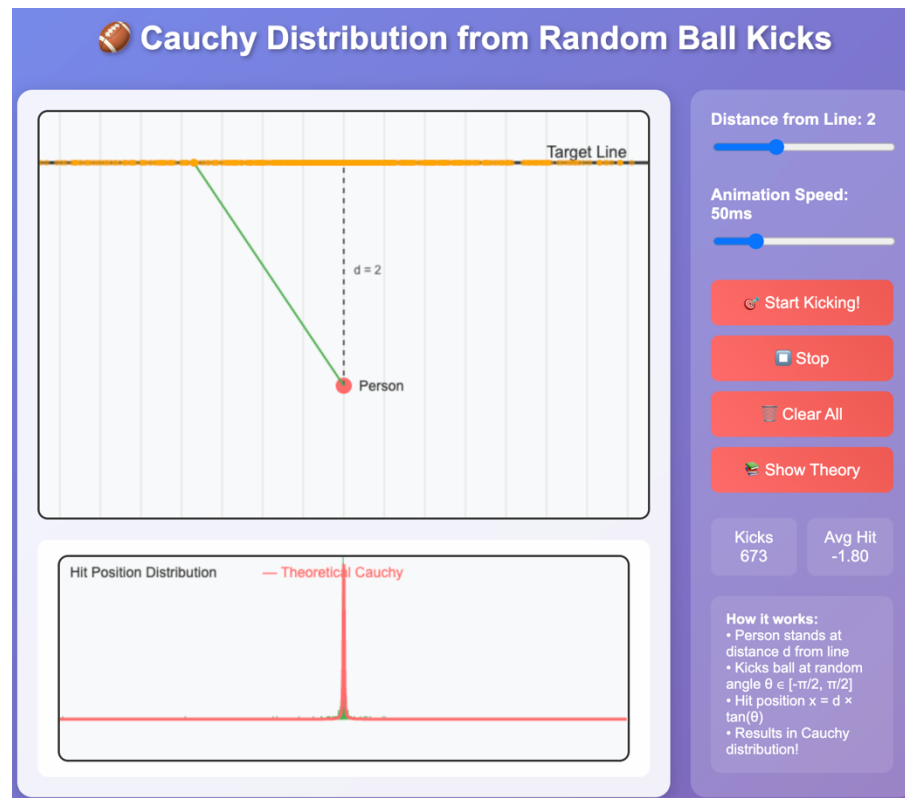 🏈 Cauchy Distribution from Random Ball Kicks
Target Line
d = 2
Person
Hit Position Distribution
— Theoretical Cauchy
Distance from Line: 2
Animation Speed:
50ms
🎯 Start Kicking!
⏹️ Stop
🗑️ Clear All
📚 Show Theory
Kicks
673
Avg Hit
-1.80
How it works:
• Person stands at
distance d from line
• Kicks ball at random
angle θ ∈ [-π/2, π/2]
• Hit position x = d ×
tan(θ)
• Results in Cauchy
distribution!